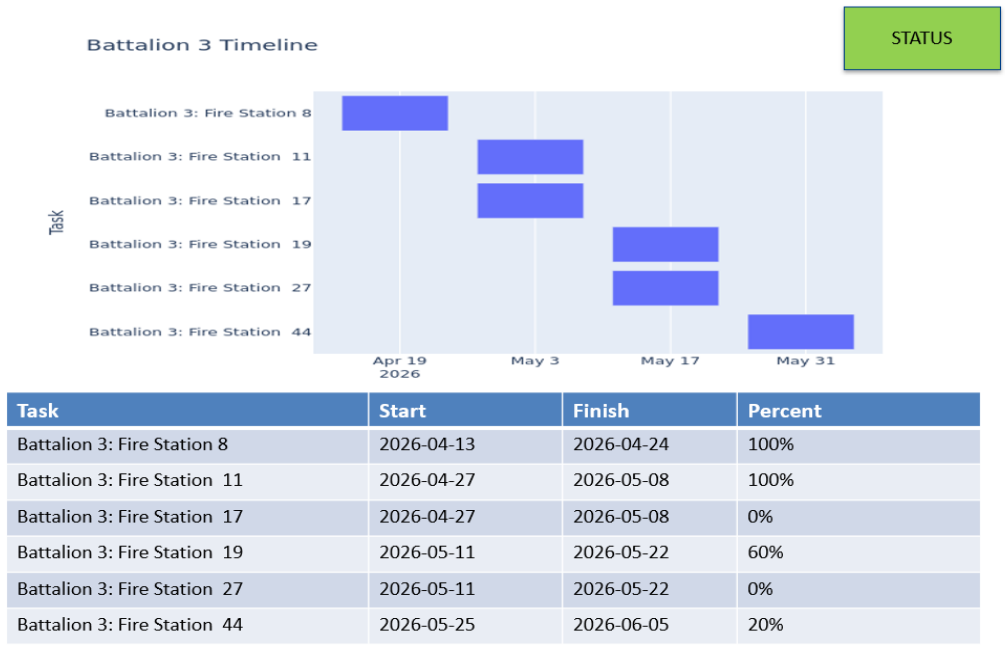 STATUS
Battalion 3 Timeline
Battalion 3: Fire Station 8
Battalion 3: Fire Station  11
Battalion 3: Fire Station  17
Battalion 3: Fire Station  19
Battalion 3: Fire Station  27
Battalion 3: Fire Station  44
Task
Apr 19 May 3 May 17 May 31
2026
Task Start Finish Percent
Battalion 3: Fire Station 8 2026-04-13 2026-04-24 100%
Battalion 3: Fire Station  11 2026-04-27 2026-05-08 100%
Battalion 3: Fire Station  17 2026-04-27 2026-05-08 0%
Battalion 3: Fire Station  19 2026-05-11 2026-05-22 60%
Battalion 3: Fire Station  27 2026-05-11 2026-05-22 0%
Battalion 3: Fire Station  44 2026-05-25 2026-06-05 20%